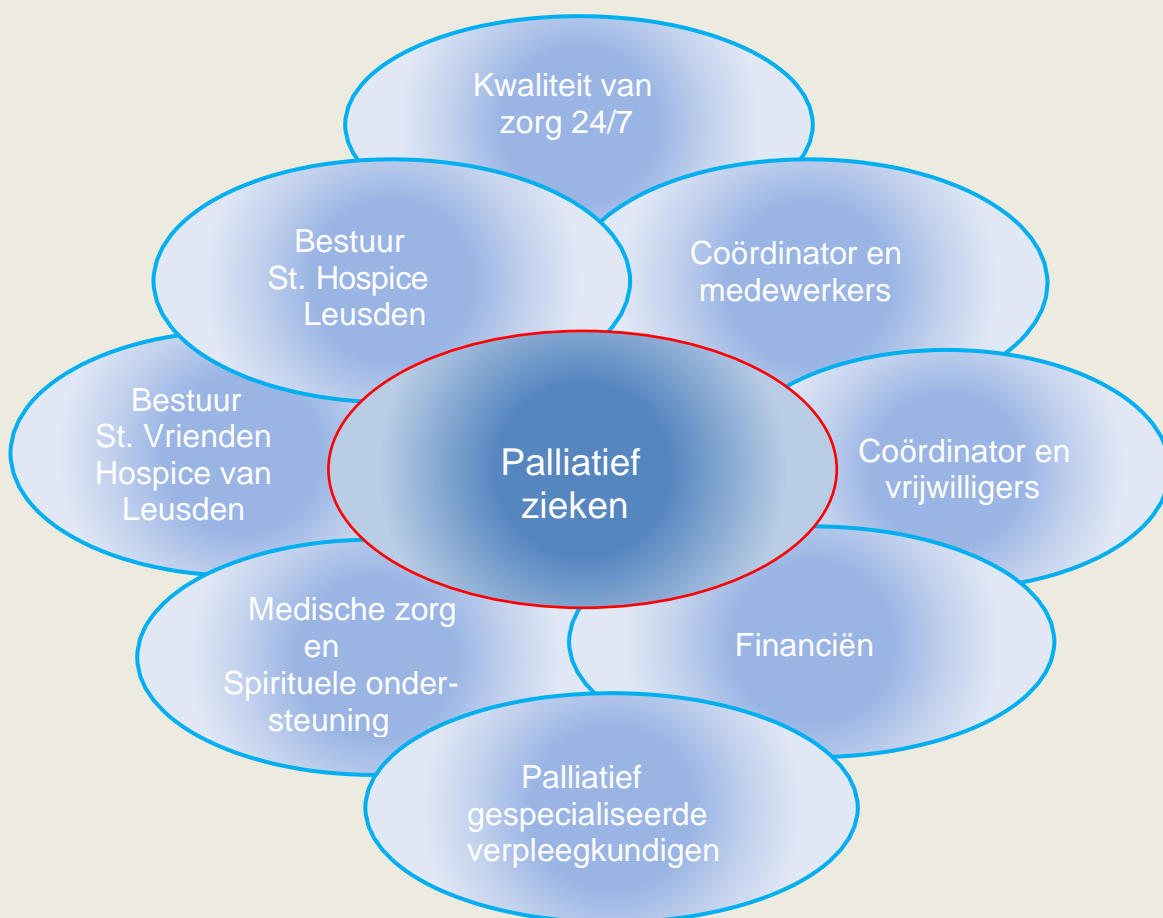 Kwaliteit van
zorg 24/7
Bestuur
St. Hospice
Leusden
Coördinator en
medewerkers
Bestuur
St. Vrienden
Hospice van
Leusden
Palliatief
zieken
Coördinator en
vrijwilligers
Medische zorg
en
Spirituele onder-
steuning
Financiën
Palliatief
gespecialiseerde
verpleegkundigen